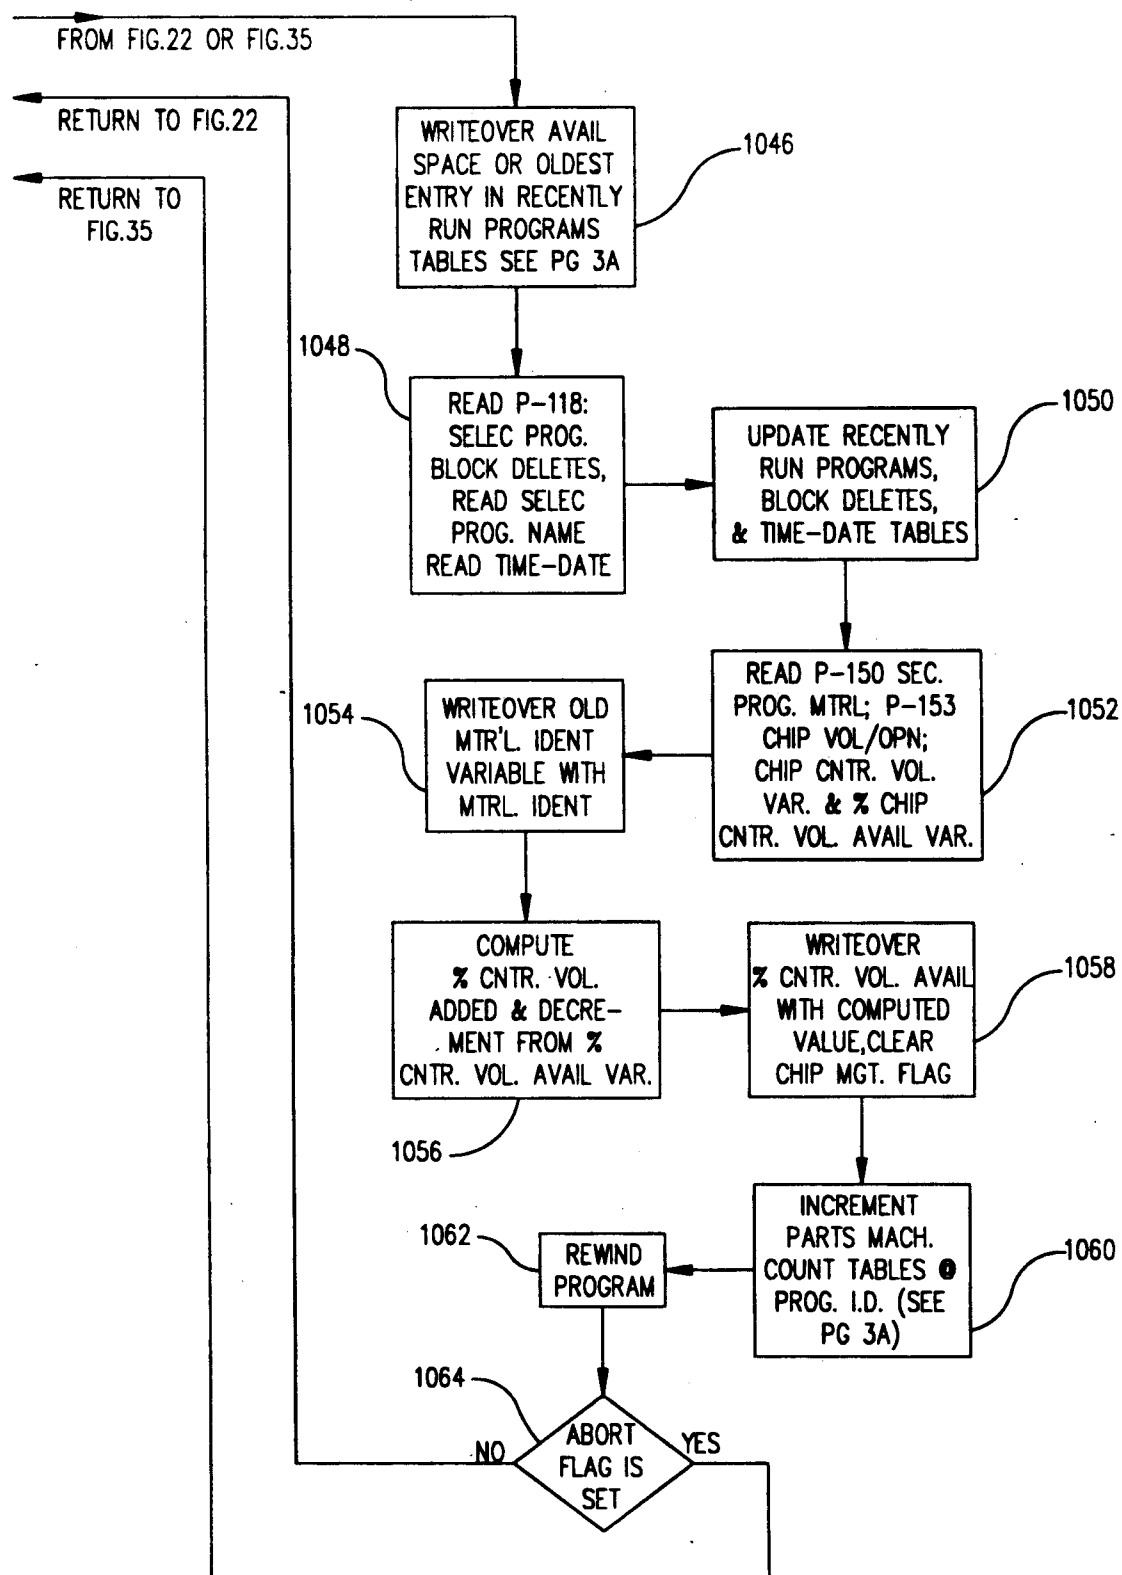 FROM FIG.22 OR FIG.35
RETURN TO FIG.22
RETURN TO
FIG.35
WRITEOVER AVAIL
SPACE OR OLDEST
ENTRY IN RECENTLY
RUN PROGRAMS
TABLES SEE PG 3A
1046
1048
READ P-118:
SELEC PROG.
BLOCK DELETES,
READ SELEC
PROG. NAME
READ TIME-DATE
UPDATE RECENTLY
RUN PROGRAMS,
BLOCK DELETES,
& TIME-DATE TABLES
1050
READ P-150 SEC.
PROG. MTRL; P-153
CHIP VOL/OPN;
CHIP CNTR. VOL.
VAR. & % CHIP
CNTR. VOL. AVAIL VAR.
1052
1054
WRITEOVER OLD
MTR'L. IDENT
VARIABLE WITH
MTRL. IDENT
COMPUTE
% CNTR. VOL.
ADDED & DECRE-
MENT FROM %
CNTR. VOL. AVAIL VAR.
1056
WRITEOVER
% CNTR. VOL. AVAIL
WITH COMPUTED
VALUE,CLEAR
CHIP MGT. FLAG
1058
INCREMENT
PARTS MACH.
COUNT TABLES @
PROG. I.D. (SEE
PG 3A)
1060
1062
REWIND
PROGRAM
1064
ABORT
FLAG IS
SET
NO
YES